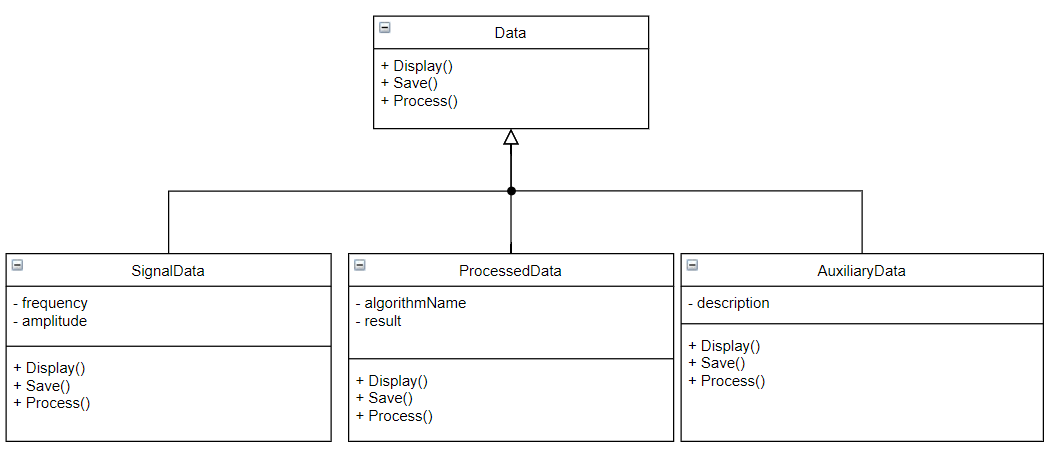 Data
+ Display()
+ Save()
+ Process()
SignalData
- frequency
- amplitude
+ Display()
+ Save()
+ Process()
ProcessedData
- algorithmName
- result
+ Display()
+ Save()
+ Process()
AuxiliaryData
- description
+ Display()
+ Save()
+ Process()